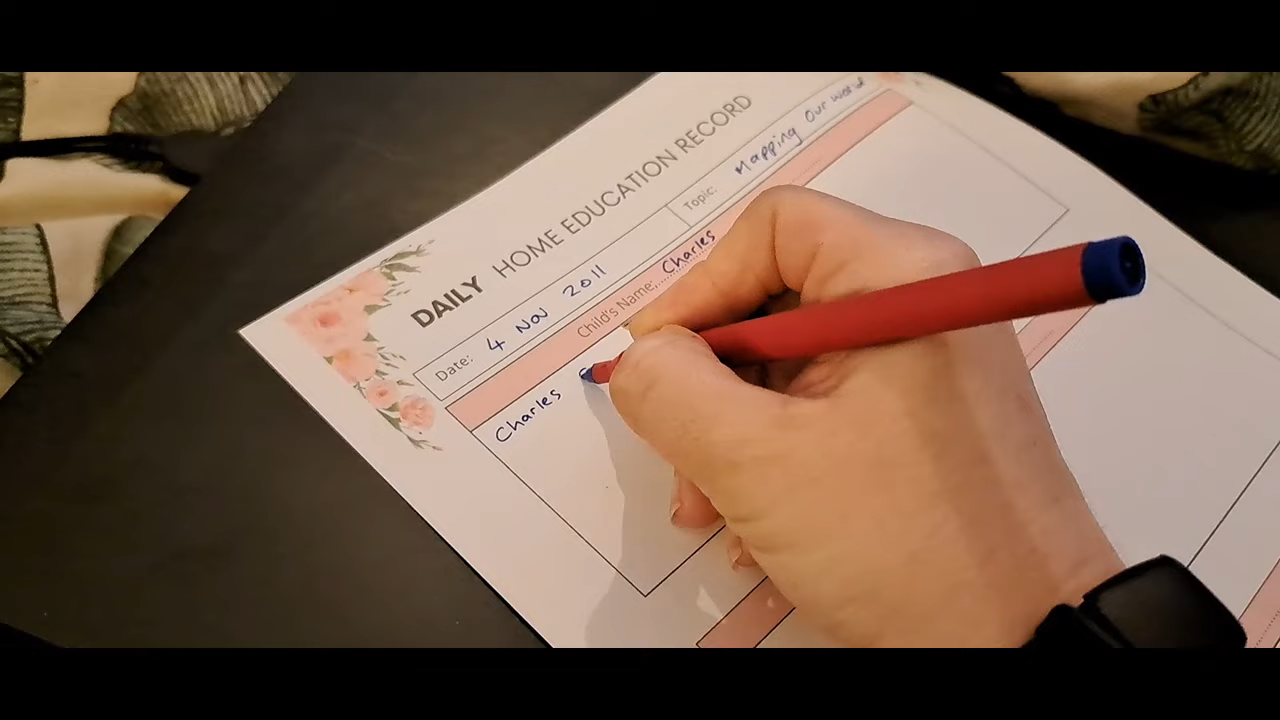 DAILY HOME EDUCATION RECORD
Date: 4 Nov 2011 Topic: Mapping Our World
Child's Name: Charles
Charles